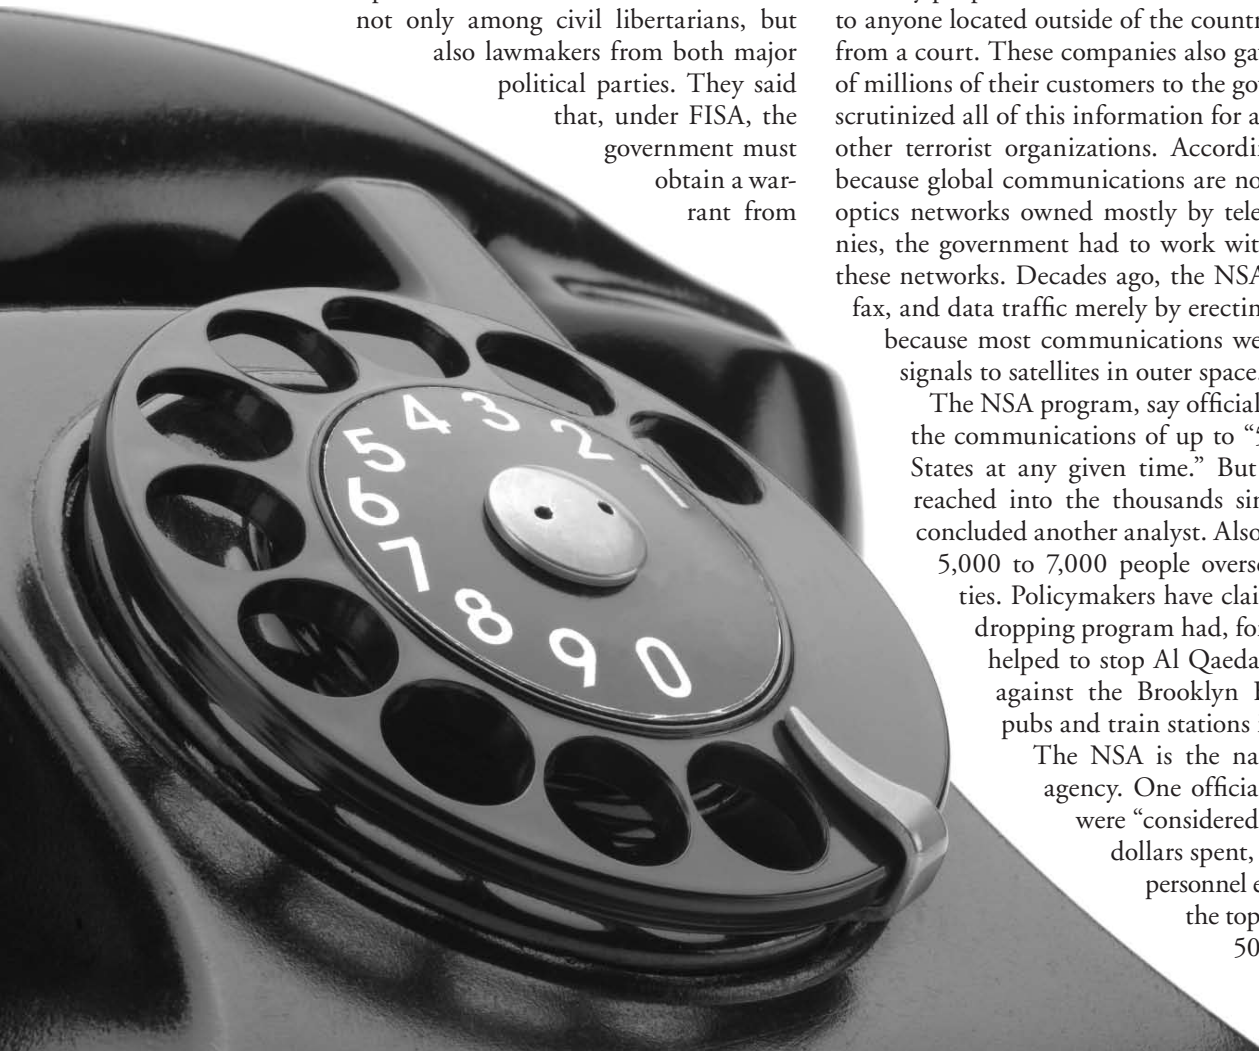 not only among civil libertarians, but
also lawmakers from both major
political parties. They said
that, under FISA, the
government must
obtain a war-
rant from
to anyone located outside of the countr
from a court. These companies also ga
of millions of their customers to the go
scrutinized all of this information for a
other terrorist organizations. Accordi
because global communications are no
optics networks owned mostly by tele
nies, the government had to work wit
these networks. Decades ago, the NSA
fax, and data traffic merely by erectin
because most communications we
signals to satellites in outer space.
The NSA program, say official
the communications of up to “5
States at any given time.” But
reached into the thousands sin
concluded another analyst. Also
5,000 to 7,000 people overse
ties. Policymakers have clai
dropping program had, for
helped to stop Al Qaeda
against the Brooklyn
pubs and train stations
The NSA is the na
agency. One officia
were “considered
dollars spent,
personnel e
the top
50
1
2
3
4
5
6
7
8
9
0